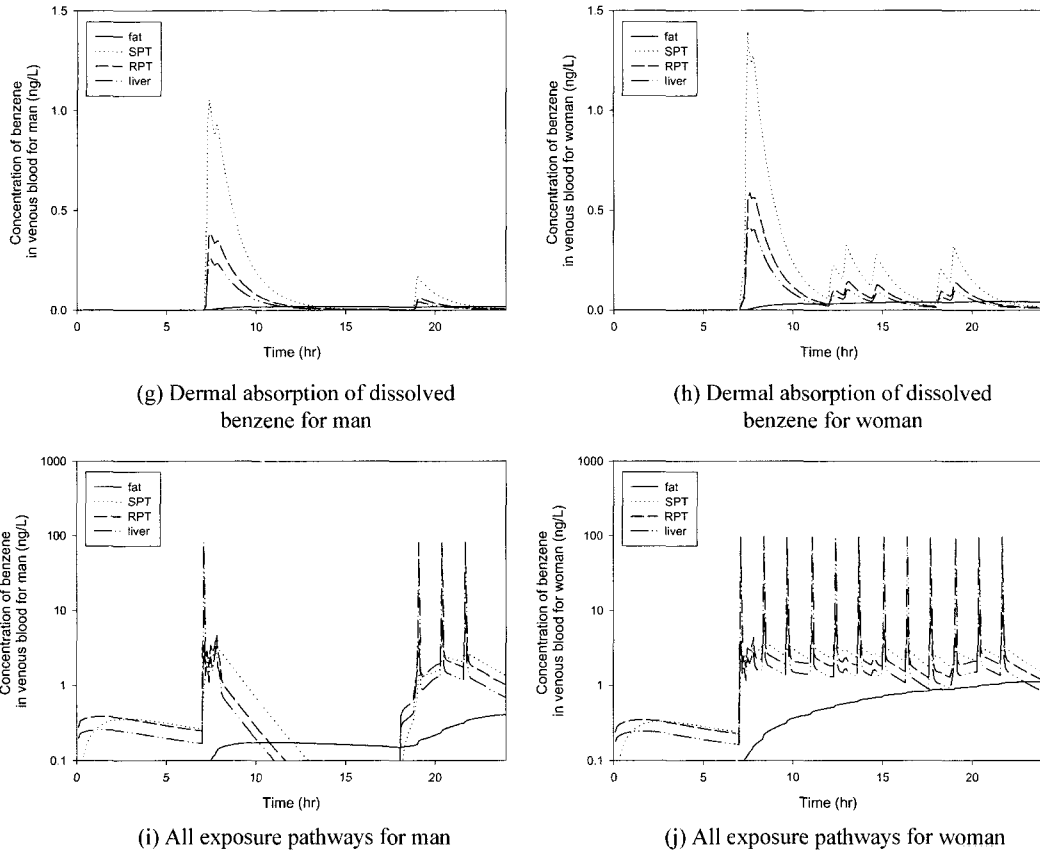 Concentration of benzene
in venous blood for man (ng/L)
1.5
1.0
0.5
0.0
fat
SPT
RPT
liver
0 5 10 15 20
Time (hr)
(g) Dermal absorption of dissolved
benzene for man
Concentration of benzene
in venous blood for woman (ng/L)
1.5
1.0
0.5
0.0
fat
SPT
RPT
liver
0 5 10 15 20
Time (hr)
(h) Dermal absorption of dissolved
benzene for woman
Concentration of benzene
in venous blood for man (ng/L)
1000
100
10
1
0.1
fat
SPT
RPT
liver
0 5 10 15 20
Time (hr)
(i) All exposure pathways for man
Concentration of benzene
in venous blood for woman (ng/L)
1000
100
10
1
0.1
fat
SPT
RPT
liver
0 5 10 15 20
Time (hr)
(j) All exposure pathways for woman